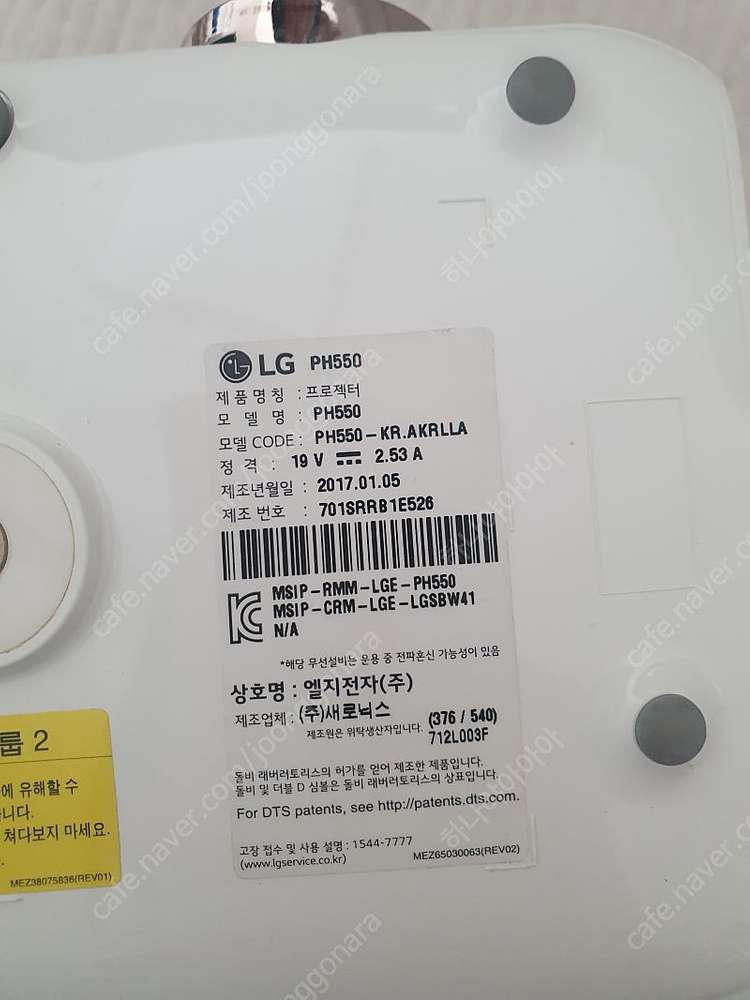 LG PH550
제 품 명 칭 : 프로젝터
모 델 명 : PH550
모델 CODE : PH550-KR.AKRLLA
정 격 : 19 V 2.53 A
제조년월일 : 2017.01.05
제조 번호 : 701SRRB1E526
MSIP-RMM-LGE-PH550
MSIP-CRM-LGE-LGSBW41
N/A
*해당 무선설비는 운용 중 전파혼신 가능성이 있음
상호명 : 엘지전자(주)
제조업체 : (주)새로닉스 (376 / 540)
제조원은 위탁생산자입니다. 712L003F
돌비 래버러토리스의 허가를 얻어 제조한 제품입니다.
돌비 및 더블 D 심볼은 돌비 래버러토리스의 상표입니다.
For DTS patents, see http://patents.dts.com.
고장 접수 및 사용 설명 : 1544-7777
(www.lgservice.co.kr) MEZ65030063(REV02)
룹 2
에 유해할 수
니다.
쳐다보지 마세요.
MEZ38075836(REV01)
cafe.naver.com/joonggonara
하나야야야야